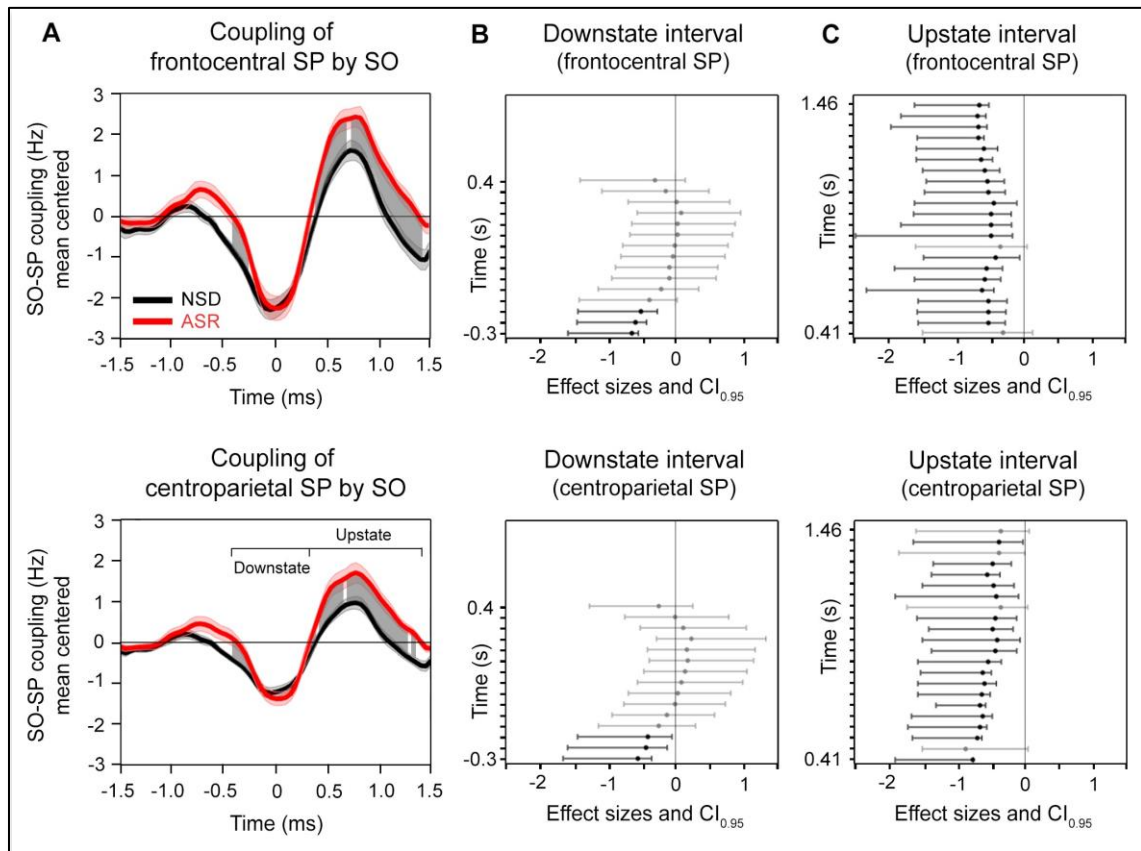 A
Coupling of
frontocentral SP by SO
SO-SP coupling (Hz)
mean centered
3
2
1
0
-1
-2
-3
NSD
ASR
-1.5 -1.0 -0.5 0 0.5 1.0 1.5
Time (ms)
B
Downstate interval
(frontocentral SP)
Time (s)
0.4
-0.3
-2 -1 0 1
Effect sizes and CI0.95
C
Upstate interval
(frontocentral SP)
1.46
Time (s)
0.41
-2 -1 0 1
Effect sizes and CI0.95
Coupling of
centroparietal SP by SO
SO-SP coupling (Hz)
mean centered
3
2
1
0
-1
-2
-3
Upstate
Downstate
-1.5 -1.0 -0.5 0 0.5 1.0 1.5
Time (ms)
Downstate interval
(centroparietal SP)
Time (s)
0.4
-0.3
-2 -1 0 1
Effect sizes and CI0.95
Upstate interval
(centroparietal SP)
1.46
Time (s)
0.41
-2 -1 0 1
Effect sizes and CI0.95